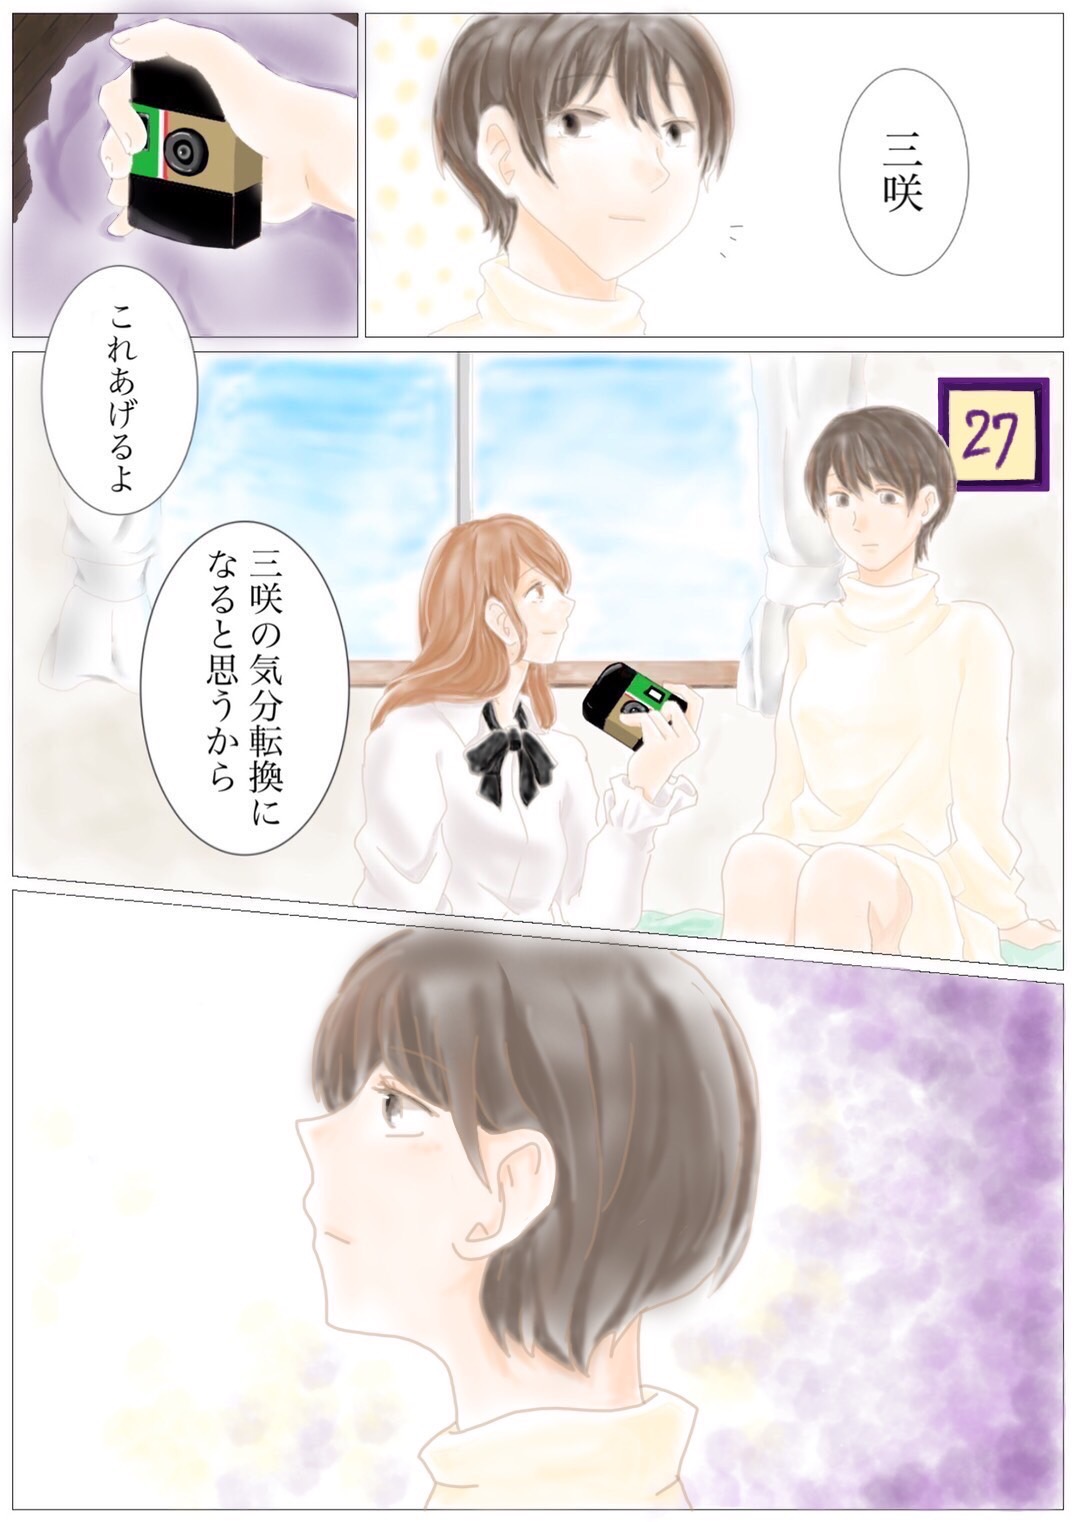 三咲
これあげるよ
27
三咲の気分転換に
なると思うから